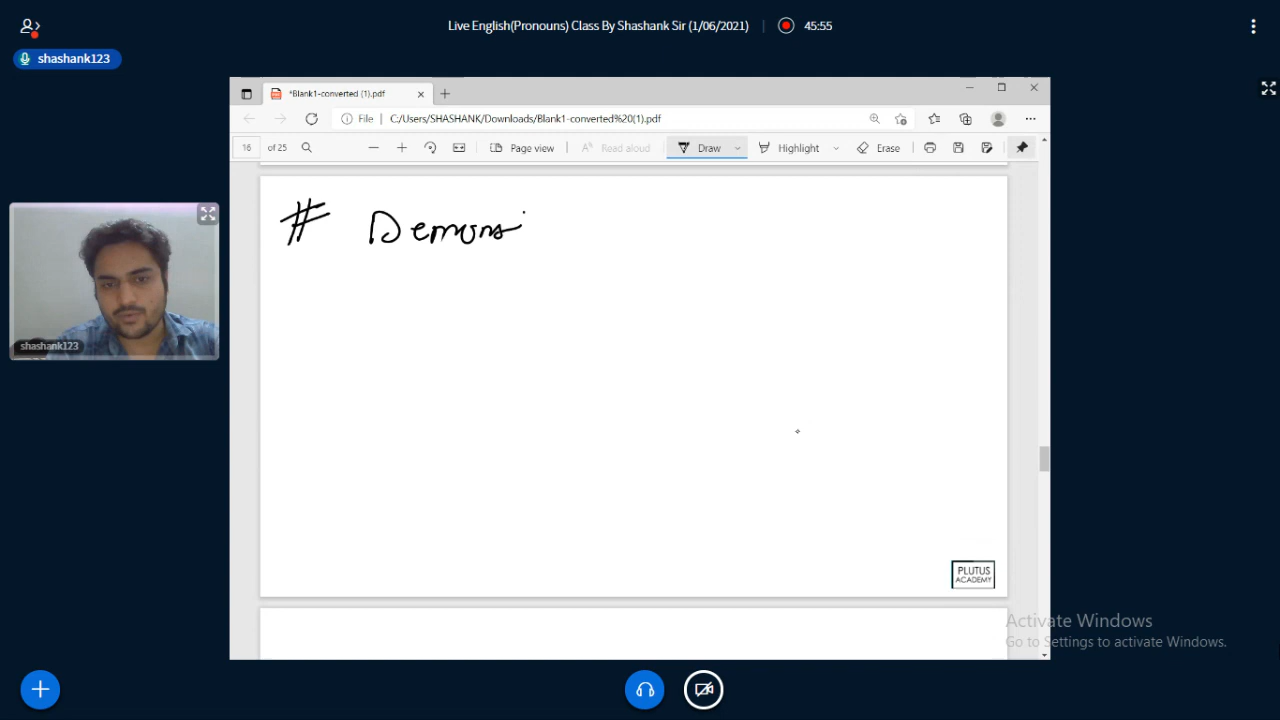 Live English(Pronouns) Class By Shashank Sir (1/06/2021) 45:55
shashank123
*Blank1-converted (1).pdf
File C:/Users/SHASHANK/Downloads/Blank1-converted%20(1).pdf
16 of 25 Page view Read aloud Draw Highlight Erase
# Demons
shashank123
PLUTUS
ACADEMY
Activate Windows
Go to Settings to activate Windows.